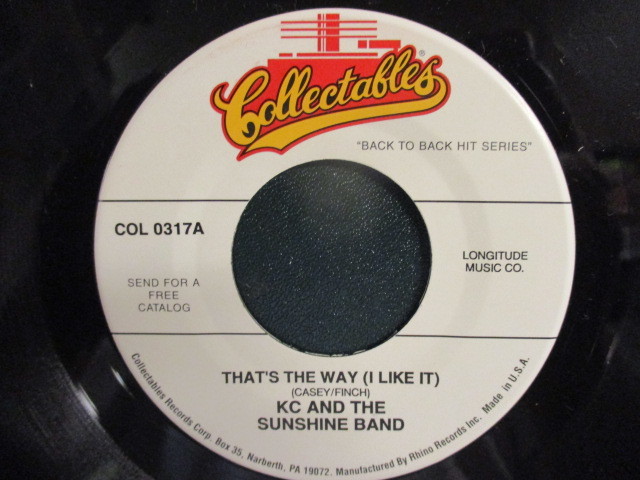 Collectables®
"BACK TO BACK HIT SERIES"
COL 0317A
LONGITUDE
MUSIC CO.
SEND FOR A
FREE
CATALOG
THAT'S THE WAY (I LIKE IT)
(CASEY/FINCH)
KC AND THE
SUNSHINE BAND
Collectables Records Corp. Box 35, Narberth, PA 19072. Manufactured By Rhino Records Inc. Made in U.S.A.